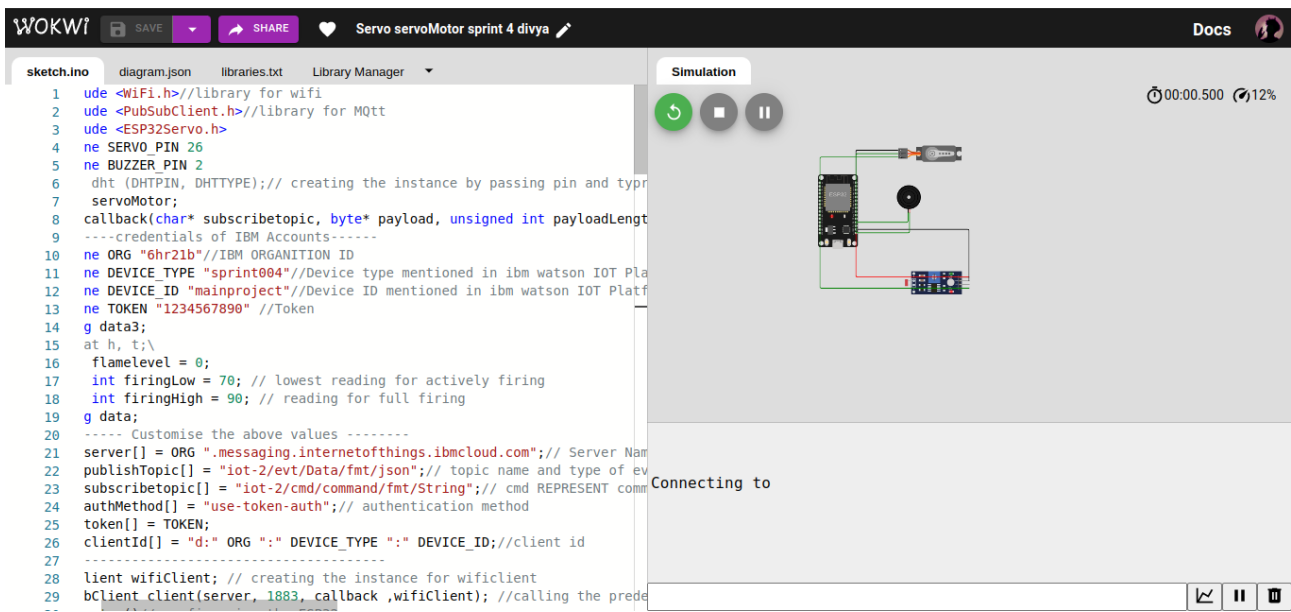 WOKWi SAVE SHARE Servo servoMotor sprint 4 divya Docs
sketch.ino diagram.json libraries.txt Library Manager
Simulation
00:00.500 12%
1 ude <WiFi.h>//library for wifi
2 ude <PubSubClient.h>//library for MQtt
3 ude <ESP32Servo.h>
4 ne SERVO_PIN 26
5 ne BUZZER_PIN 2
6 dht (DHTPIN, DHTTYPE);// creating the instance by passing pin and typr
7 servoMotor;
8 callback(char* subscribetopic, byte* payload, unsigned int payloadLengt
9 ----credentials of IBM Accounts------
10 ne ORG "6hr21b"//IBM ORGANITION ID
11 ne DEVICE_TYPE "sprint004"//Device type mentioned in ibm watson IOT Pla
12 ne DEVICE_ID "mainproject"//Device ID mentioned in ibm watson IOT Platf
13 ne TOKEN "1234567890" //Token
14 g data3;
15 at h, t;\
16 flamelevel = 0;
17 int firingLow = 70; // lowest reading for actively firing
18 int firingHigh = 90; // reading for full firing
19 g data;
20 ----- Customise the above values --------
21 server[] = ORG ".messaging.internetofthings.ibmcloud.com";// Server Nam
22 publishTopic[] = "iot-2/evt/Data/fmt/json";// topic name and type of ev
23 subscribetopic[] = "iot-2/cmd/command/fmt/String";// cmd REPRESENT comm
24 authMethod[] = "use-token-auth";// authentication method
25 token[] = TOKEN;
26 clientId[] = "d:" ORG ":" DEVICE_TYPE ":" DEVICE_ID;//client id
27 ---------------------------------------
28 lient wifiClient; // creating the instance for wificlient
29 bClient client(server, 1883, callback ,wifiClient); //calling the prede
ESP32
Connecting to